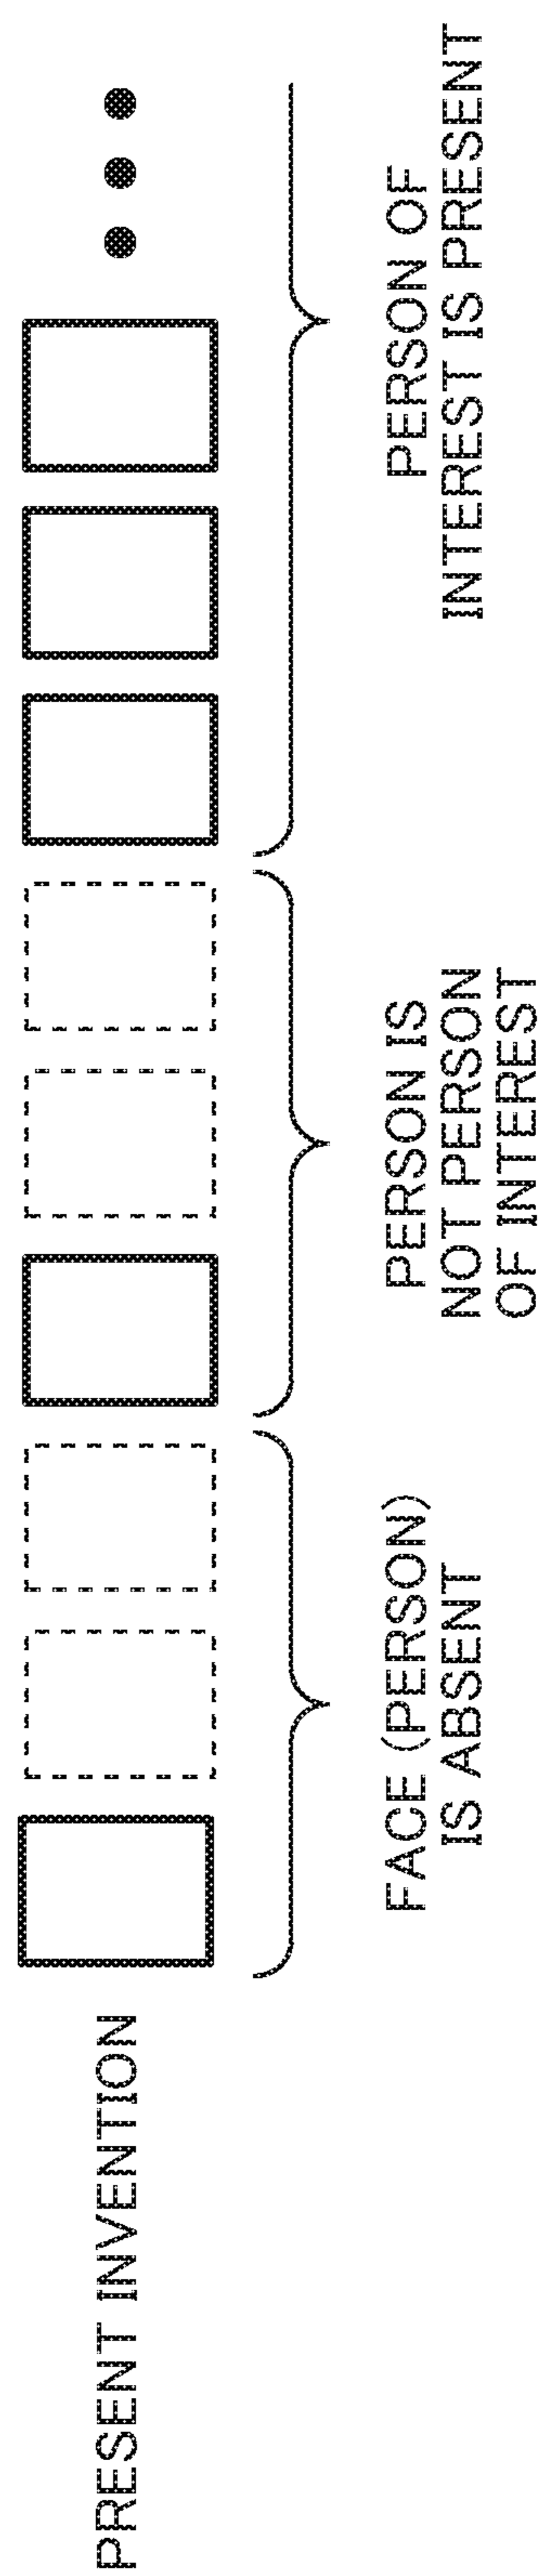 PRESENT INVENTION
FACE (PERSON)
IS ABSENT
PERSON IS
NOT PERSON
OF INTEREST
PERSON OF
INTEREST IS PRESENT